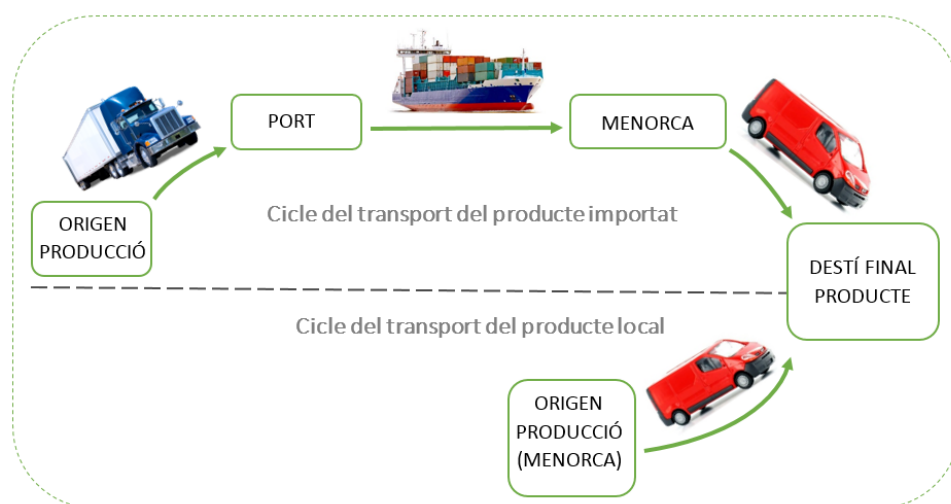 PORT
MENORCA
ORIGEN
PRODUCCIÓ
Cicle del transport del producte importat
DESTÍ FINAL
PRODUCTE
Cicle del transport del producte local
ORIGEN
PRODUCCIÓ
(MENORCA)